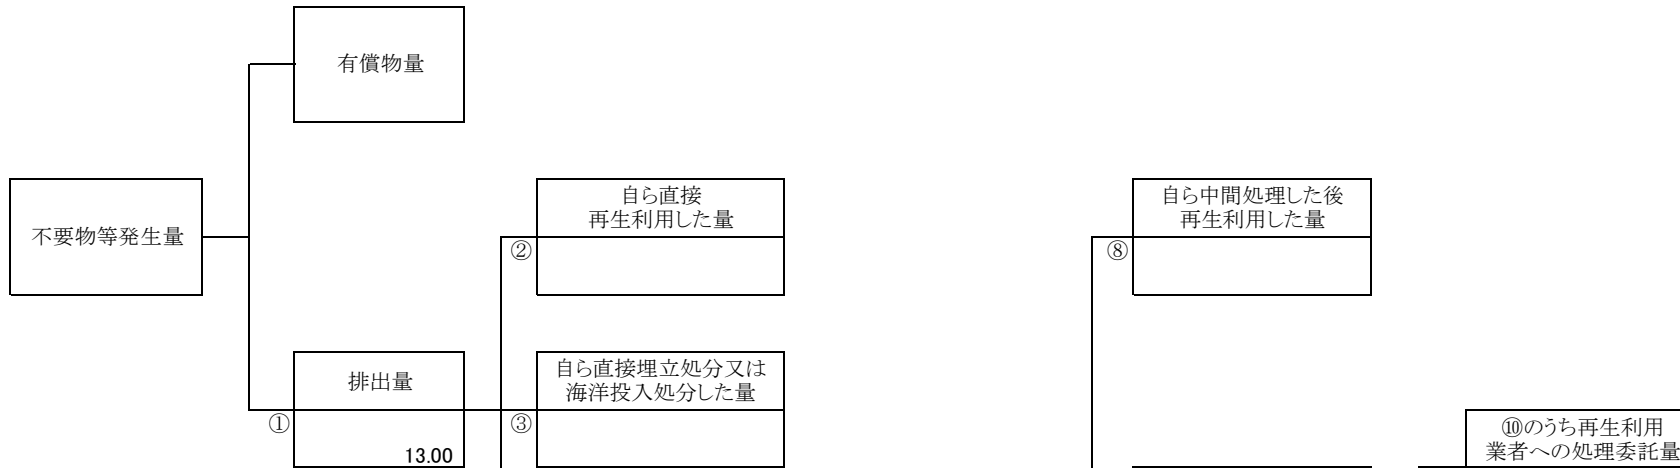 有償物量
不要物等発生量
自ら直接
再生利用した量
②
自ら中間処理した後
再生利用した量
⑧
排出量
①
13.00
自ら直接埋立処分又は
海洋投入処分した量
③
⑩のうち再生利用
業者への処理委託量